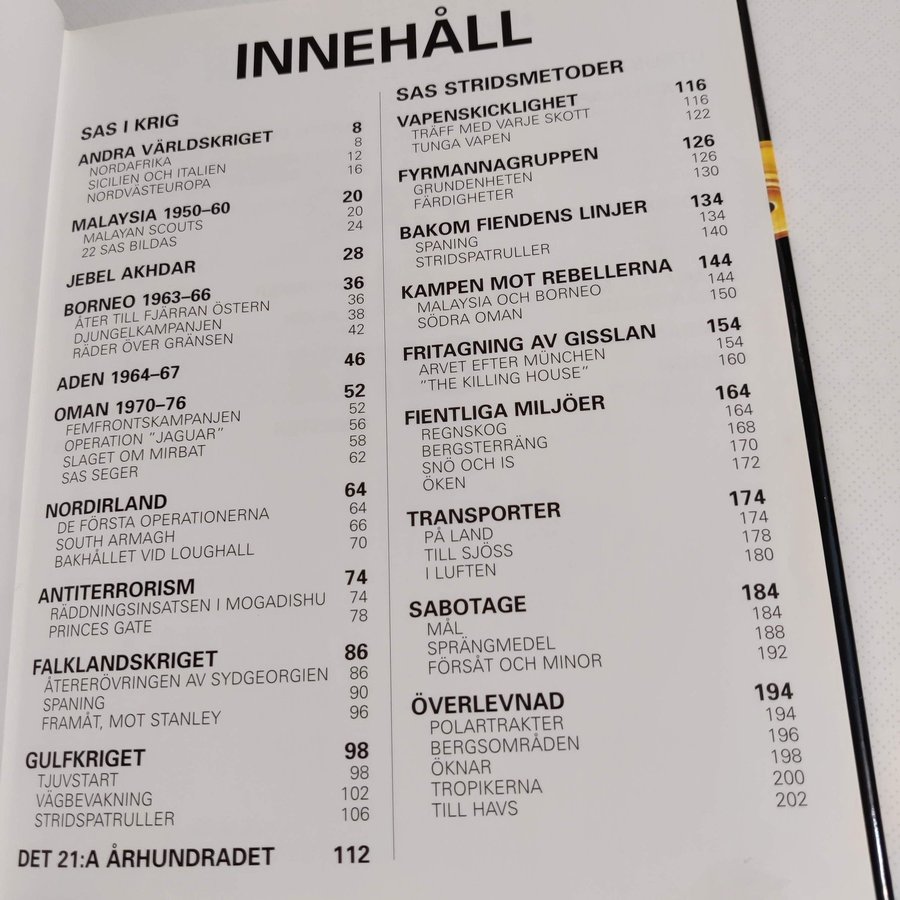 INNEHÅLL
SAS I KRIG
ANDRA VÄRLDSKRIGET 8
NORDAFRIKA 8
SICILIEN OCH ITALIEN 12
NORDVÄSTEUROPA 16
MALAYSIA 1950–60 20
MALAYAN SCOUTS 20
22 SAS BILDAS 24
JEBEL AKHDAR 28
BORNEO 1963–66 36
ÅTER TILL FJÄRRAN ÖSTERN 36
DJUNGELKAMPANJEN 38
RÄDER ÖVER GRÄNSEN 42
ADEN 1964–67 46
OMAN 1970–76 52
FEMFRONTSKAMPANJEN 52
OPERATION "JAGUAR" 56
SLAGET OM MIRBAT 58
SAS SEGER 62
NORDIRLAND 64
DE FÖRSTA OPERATIONERNA 64
SOUTH ARMAGH 66
BAKHÅLLET VID LOUGHALL 70
ANTITERRORISM 74
RÄDDNINGSINSATSEN I MOGADISHU 74
PRINCES GATE 78
FALKLANDSKRIGET 86
ÅTERERÖVRINGEN AV SYDGEORGIEN 86
SPANING 90
FRAMÅT, MOT STANLEY 96
GULFKRIGET 98
TJUVSTART 98
VÄGBEVAKNING 102
STRIDSPATRULLER 106
DET 21:A ÅRHUNDRADET 112
SAS STRIDSMETODER
VAPENSKICKLIGHET 116
TRÄFF MED VARJE SKOTT 116
TUNGA VAPEN 122
FYRMANNAGRUPPEN 126
GRUNDENHETEN 126
FÄRDIGHETER 130
BAKOM FIENDENS LINJER 134
SPANING 134
STRIDSPATRULLER 140
KAMPEN MOT REBELLERNA 144
MALAYSIA OCH BORNEO 144
SÖDRA OMAN 150
FRITAGNING AV GISSLAN 154
ARVET EFTER MÜNCHEN 154
"THE KILLING HOUSE" 160
FIENTLIGA MILJÖER 164
REGNSKOG 164
BERGSTERRÄNG 168
SNÖ OCH IS 170
ÖKEN 172
TRANSPORTER 174
PÅ LAND 174
TILL SJÖSS 178
I LUFTEN 180
SABOTAGE 184
MÅL 184
SPRÄNGMEDEL 188
FÖRSÅT OCH MINOR 192
ÖVERLEVNAD 194
POLARTRAKTER 194
BERGSOMRÅDEN 196
ÖKNAR 198
TROPIKERNA 200
TILL HAVS 202